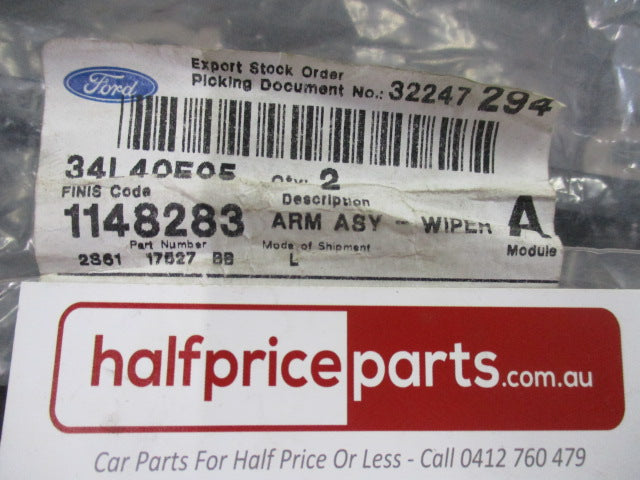 Ford
Export Stock Order
Picking Document No.: 32247 294
Qty: 2
FINIS Code
Description
1148283 ARM ASY - WIPER A
Part Number Mode of Shipment Module
2S61 17527 BB L
halfpriceparts.com.au
Car Parts For Half Price Or Less - Call 0412 760 479